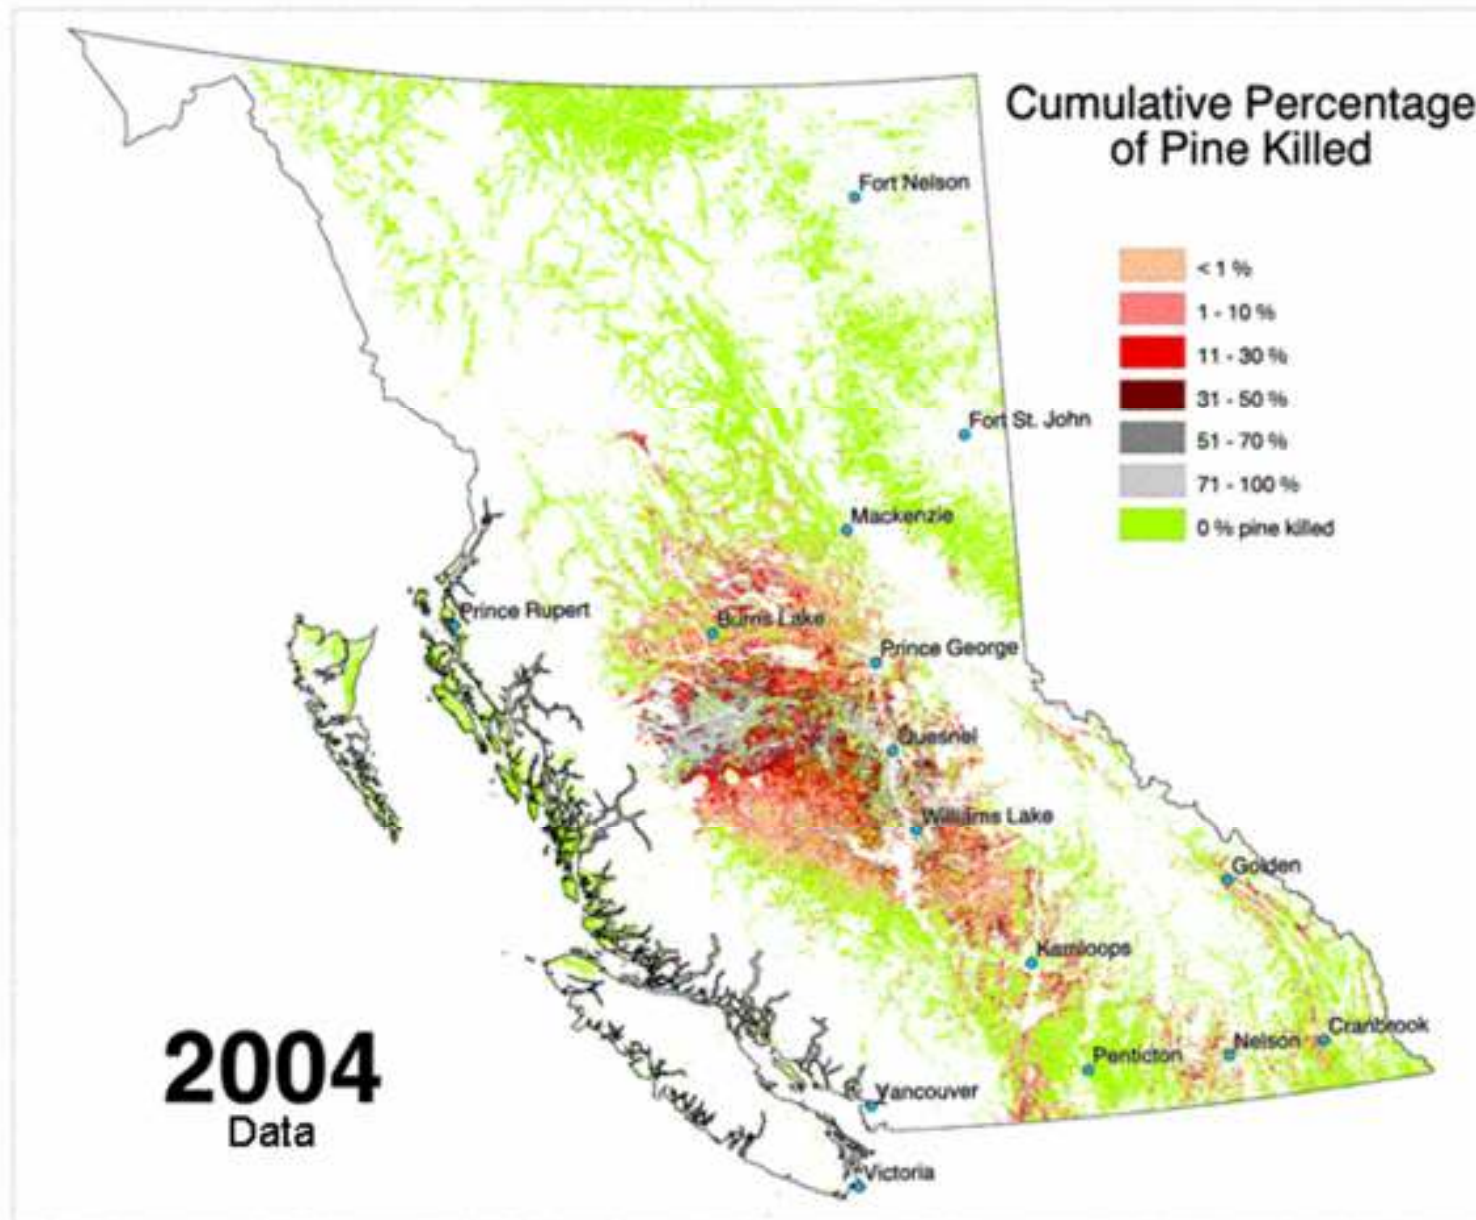 Cumulative Percentage
of Pine Killed
Fort Nelson
< 1 %
1 - 10 %
11 - 30 %
31 - 50 %
Fort St. John
51 - 70 %
71 - 100 %
Mackenzie
0 % pine killed
Prince Rupert
Burns Lake
Prince George
Quesnel
Williams Lake
Golden
Kamloops
Cranbrook
Nelson
Penticton
2004
Data
Vancouver
Victoria